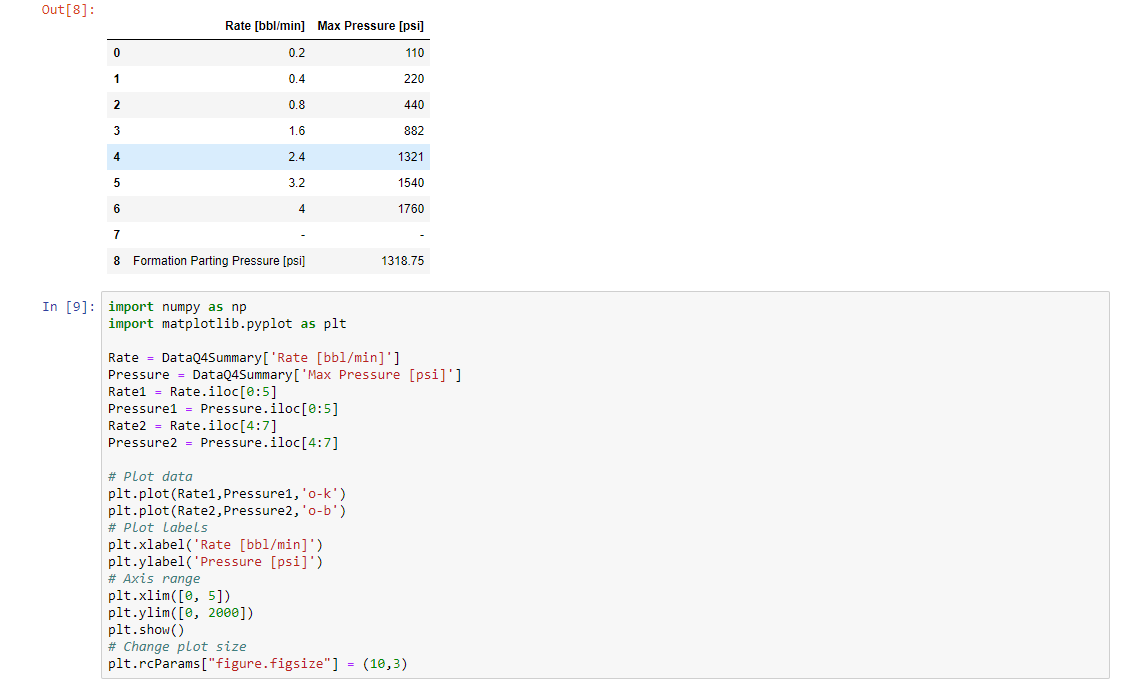 Out[8]:
Rate [bbl/min] Max Pressure [psi]
0 0.2 110
1 0.4 220
2 0.8 440
3 1.6 882
4 2.4 1321
5 3.2 1540
6 4 1760
7 - -
8 Formation Parting Pressure [psi] 1318.75
In [9]: import numpy as np
import matplotlib.pyplot as plt
Rate = DataQ4Summary['Rate [bbl/min]']
Pressure = DataQ4Summary['Max Pressure [psi]']
Rate1 = Rate.iloc[0:5]
Pressure1 = Pressure.iloc[0:5]
Rate2 = Rate.iloc[4:7]
Pressure2 = Pressure.iloc[4:7]
# Plot data
plt.plot(Rate1,Pressure1,'o-k')
plt.plot(Rate2,Pressure2,'o-b')
# Plot labels
plt.xlabel('Rate [bbl/min]')
plt.ylabel('Pressure [psi]')
# Axis range
plt.xlim([0, 5])
plt.ylim([0, 2000])
plt.show()
# Change plot size
plt.rcParams["figure.figsize"] = (10,3)